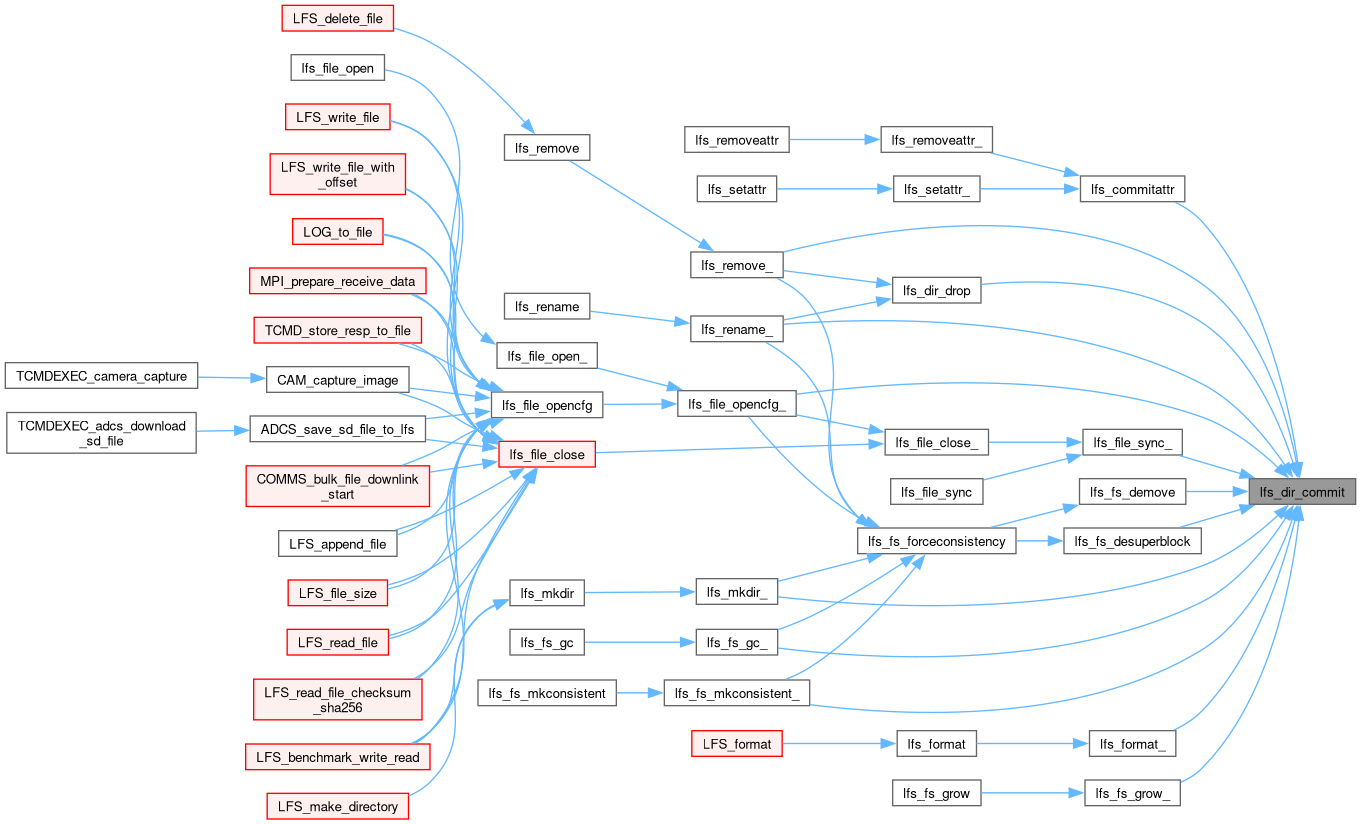 LFS_delete_file
lfs_file_open
LFS_write_file
LFS_write_file_with
_offset
LOG_to_file
MPI_prepare_receive_data
TCMD_store_resp_to_file
TCMDEXEC_camera_capture
CAM_capture_image
TCMDEXEC_adcs_download
_sd_file
ADCS_save_sd_file_to_lfs
COMMS_bulk_file_downlink
_start
LFS_append_file
LFS_file_size
LFS_read_file
LFS_read_file_checksum
_sha256
LFS_benchmark_write_read
LFS_make_directory
lfs_remove
lfs_rename
lfs_file_open_
lfs_file_opencfg
lfs_file_close
lfs_mkdir
lfs_fs_gc
lfs_fs_mkconsistent
lfs_removeattr
lfs_setattr
lfs_remove_
lfs_rename_
lfs_file_opencfg_
lfs_mkdir_
lfs_fs_gc_
lfs_fs_mkconsistent_
LFS_format
lfs_removeattr_
lfs_setattr_
lfs_dir_drop
lfs_file_close_
lfs_file_sync
lfs_fs_forceconsistency
lfs_format
lfs_fs_grow
lfs_commitattr
lfs_file_sync_
lfs_fs_demove
lfs_fs_desuperblock
lfs_format_
lfs_fs_grow_
lfs_dir_commit